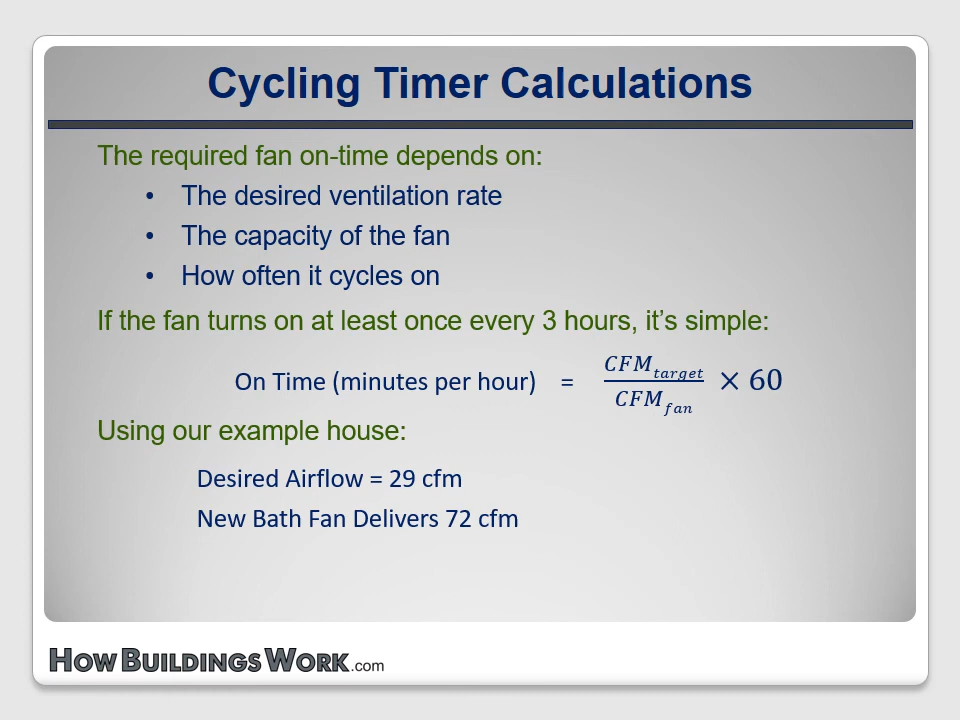 Cycling Timer Calculations
The required fan on-time depends on:
• The desired ventilation rate
• The capacity of the fan
• How often it cycles on
If the fan turns on at least once every 3 hours, it’s simple:
On Time (minutes per hour) = CFM_target / CFM_fan × 60
Using our example house:
Desired Airflow = 29 cfm
New Bath Fan Delivers 72 cfm
HOWBUILDINGSWORK.com